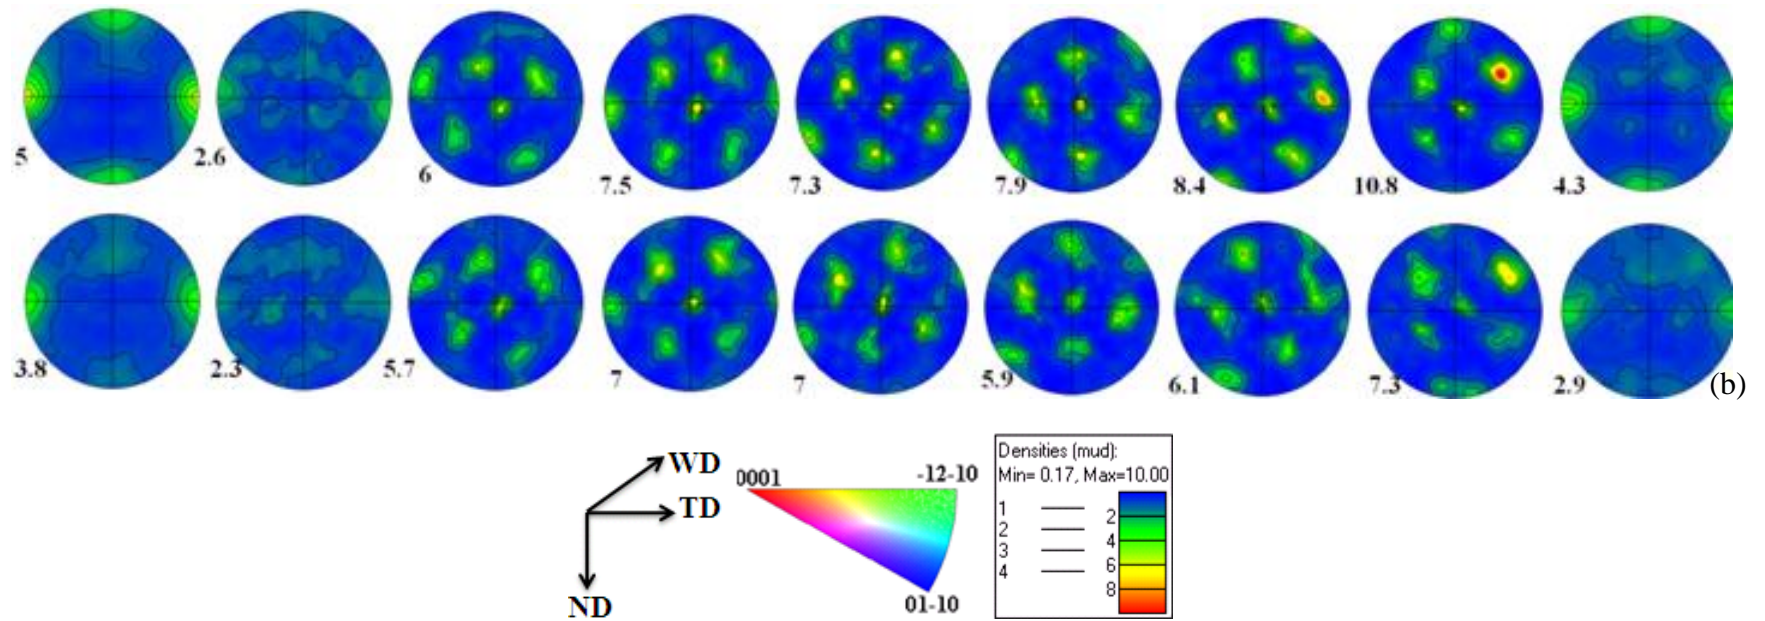 5 2.6 6 7.5 7.3 7.9 8.4 10.8 4.3
3.8 2.3 5.7 7 7 5.9 6.1 7.3 2.9 (b)
WD
TD
ND
0001 -12-10
01-10
Densities (mud):
Min= 0.17, Max=10.00
1
2
3
4
2
4
6
8